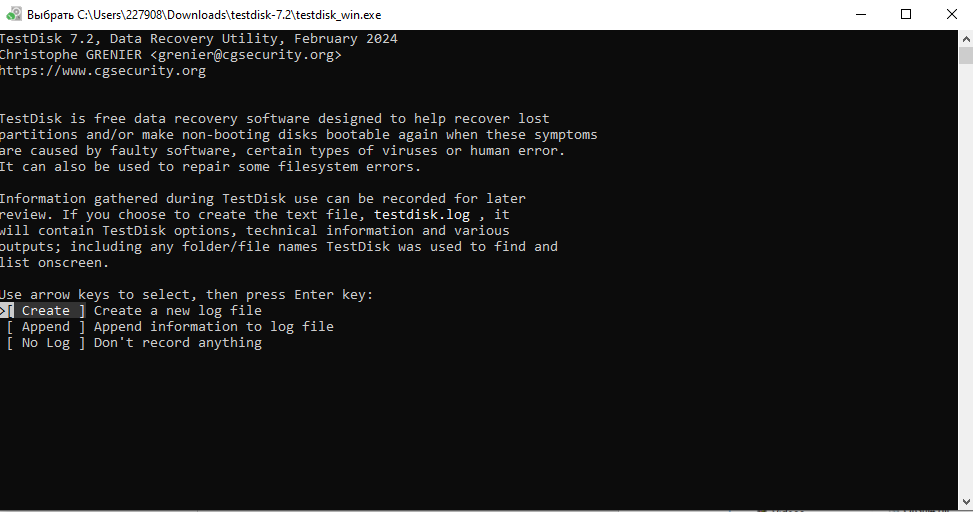 Выбрать C:\Users\227908\Downloads\testdisk-7.2\testdisk_win.exe
TestDisk 7.2, Data Recovery Utility, February 2024
Christophe GRENIER <grenier@cgsecurity.org>
https://www.cgsecurity.org
TestDisk is free data recovery software designed to help recover lost
partitions and/or make non-booting disks bootable again when these symptoms
are caused by faulty software, certain types of viruses or human error.
It can also be used to repair some filesystem errors.
Information gathered during TestDisk use can be recorded for later
review. If you choose to create the text file, testdisk.log , it
will contain TestDisk options, technical information and various
outputs; including any folder/file names TestDisk was used to find and
list onscreen.
Use arrow keys to select, then press Enter key:
>[ Create ] Create a new log file
[ Append ] Append information to log file
[ No Log ] Don't record anything